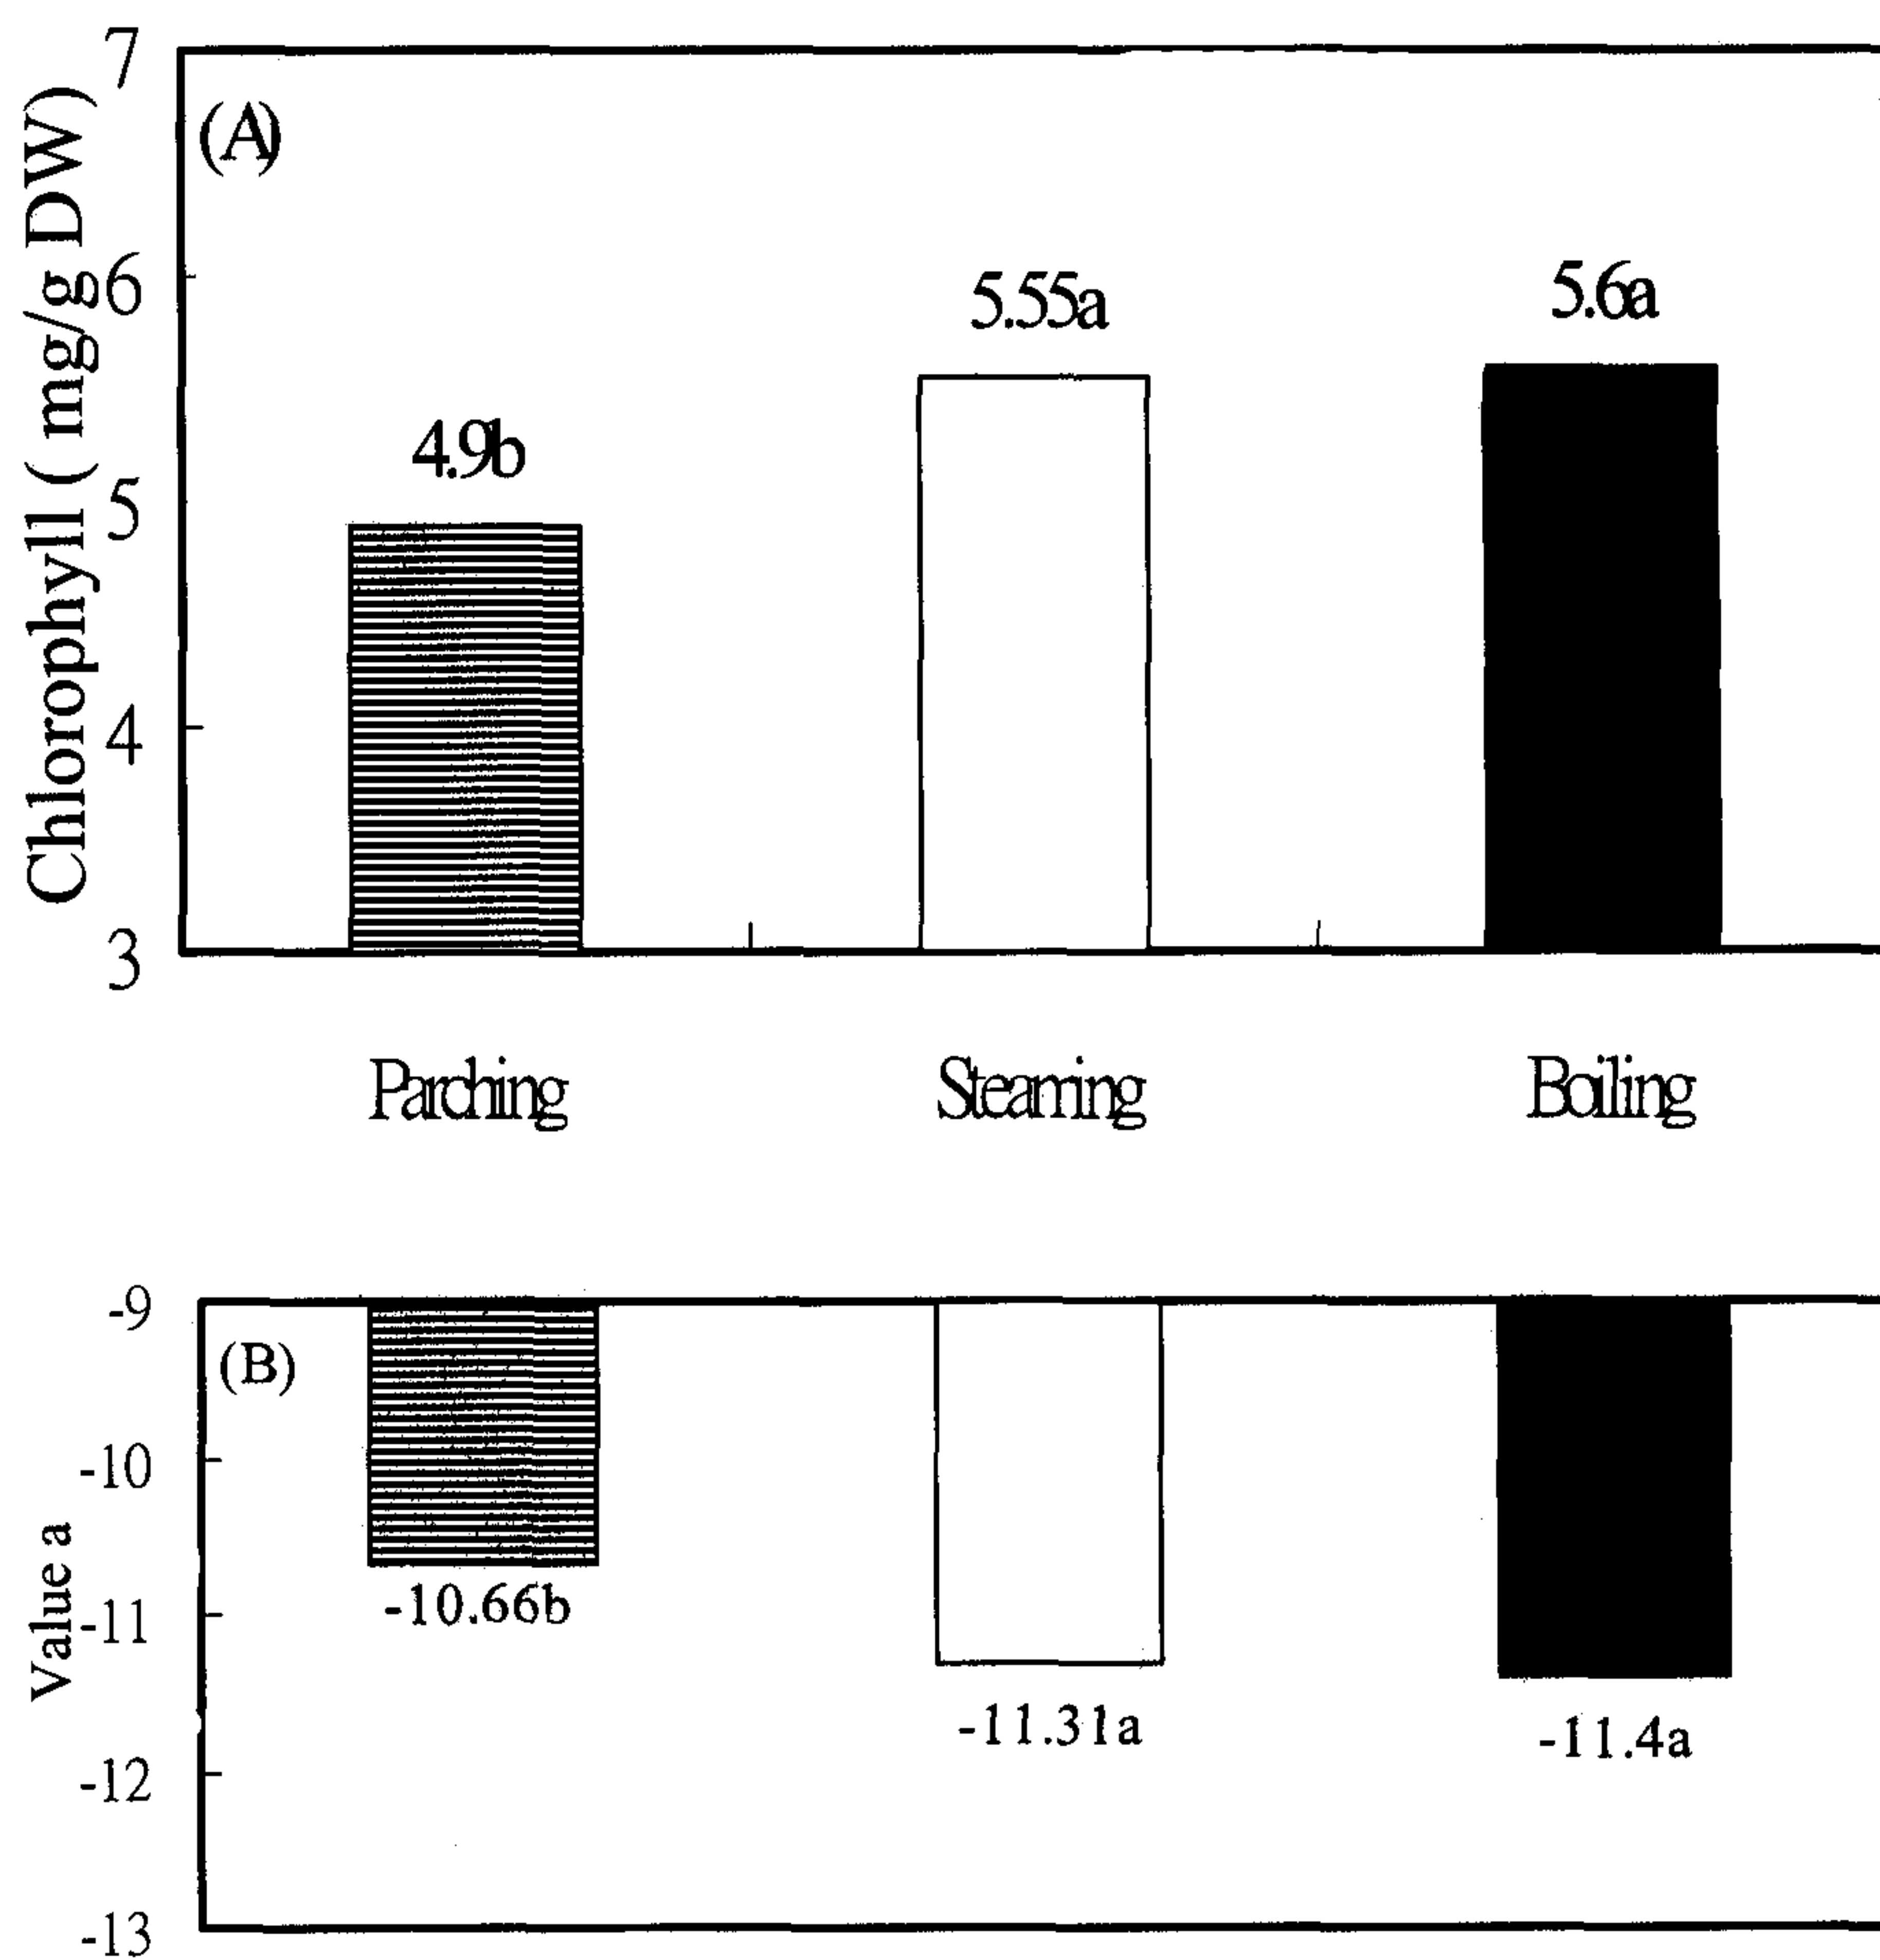 7
(A)
Chlorophyll ( mg/g DW)
6
5.55a
5.6a
4.9b
5
4
3
Parching
Steaming
Boiling
-9
(B)
-10
Value a
-10.66b
-11
-11.31a
-11.4a
-12
-13